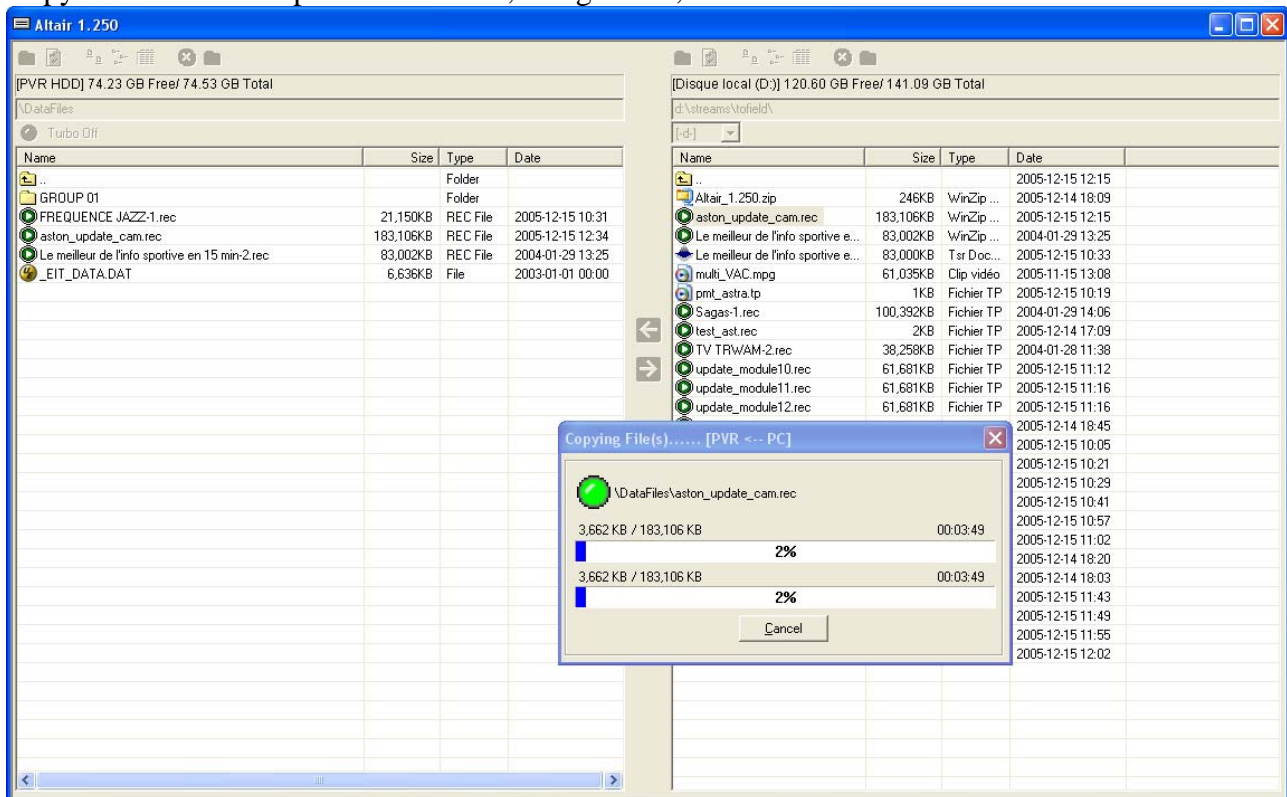 Altair 1.250
[PVR HDD] 74.23 GB Free/ 74.53 GB Total
\DataFiles
Turbo Off
Name Size Type Date
.. Folder
GROUP 01 Folder
FREQUENCE JAZZ-1.rec 21,150KB REC File 2005-12-15 10:31
aston_update_cam.rec 183,106KB REC File 2005-12-15 12:34
Le meilleur de l'info sportive en 15 min-2.rec 83,002KB REC File 2004-01-29 13:25
_EIT_DATA.DAT 6,636KB File 2003-01-01 00:00
[Disque local (D:)] 120.60 GB Free/ 141.09 GB Total
d:\streams\tofield\
[-d-]
Name Size Type Date
.. 2005-12-15 12:15
Altair_1.250.zip 246KB WinZip ... 2005-12-14 18:09
aston_update_cam.rec 183,106KB WinZip ... 2005-12-15 12:15
Le meilleur de l'info sportive e... 83,002KB WinZip ... 2004-01-29 13:25
Le meilleur de l'info sportive e... 83,000KB Tsr Doc... 2005-12-15 10:33
multi_VAC.mpg 61,035KB Clip vidéo 2005-11-15 13:08
pmt_astra.tp 1KB Fichier TP 2005-12-15 10:19
Sagas-1.rec 100,392KB Fichier TP 2004-01-29 14:06
test_ast.rec 2KB Fichier TP 2005-12-14 17:09
TV TRWAM-2.rec 38,258KB Fichier TP 2004-01-28 11:38
update_module10.rec 61,681KB Fichier TP 2005-12-15 11:12
update_module11.rec 61,681KB Fichier TP 2005-12-15 11:16
update_module12.rec 61,681KB Fichier TP 2005-12-15 11:16
2005-12-14 18:45
2005-12-15 10:05
2005-12-15 10:21
2005-12-15 10:29
2005-12-15 10:41
2005-12-15 10:57
2005-12-15 11:02
2005-12-14 18:20
2005-12-14 18:03
2005-12-15 11:43
2005-12-15 11:49
2005-12-15 11:55
2005-12-15 12:02
Copying File(s)...... [PVR <-- PC]
\DataFiles\aston_update_cam.rec
3,662 KB / 183,106 KB 00:03:49
2%
3,662 KB / 183,106 KB 00:03:49
2%
Cancel